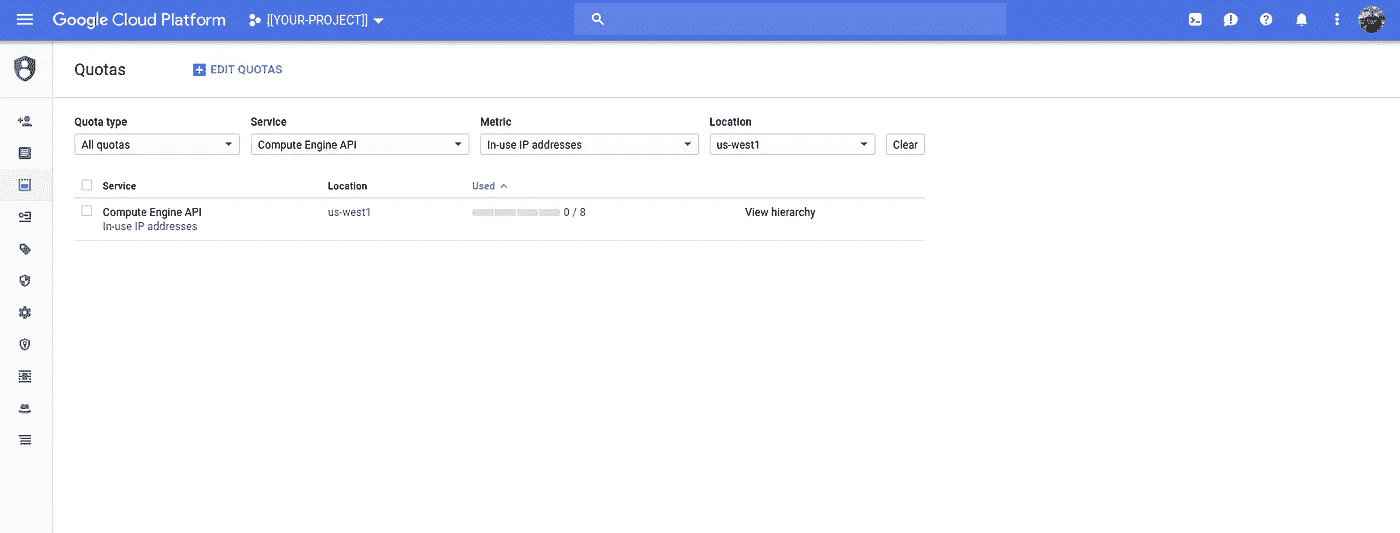 Google Cloud Platform [[YOUR-PROJECT]]
Quotas EDIT QUOTAS
Quota type Service Metric Location
All quotas Compute Engine API In-use IP addresses us-west1 Clear
Service Location Used
Compute Engine API us-west1 0 / 8 View hierarchy
In-use IP addresses